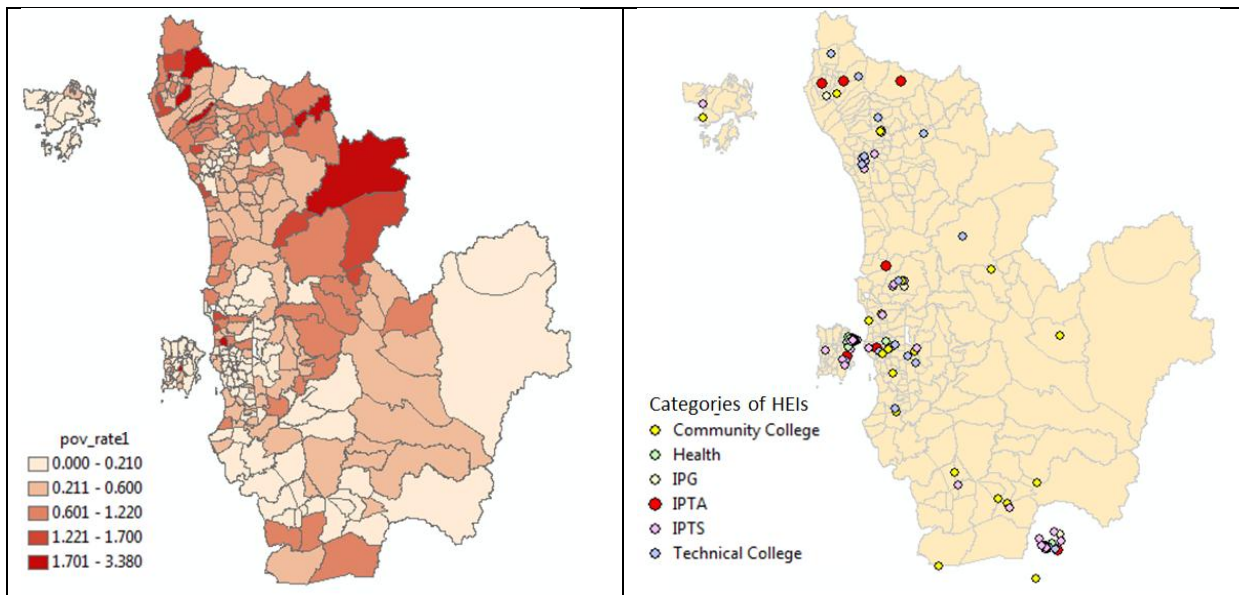 pov_rate1
0.000 - 0.210
0.211 - 0.600
0.601 - 1.220
1.221 - 1.700
1.701 - 3.380
Categories of HEIs
Community College
Health
IPG
IPTA
IPTS
Technical College